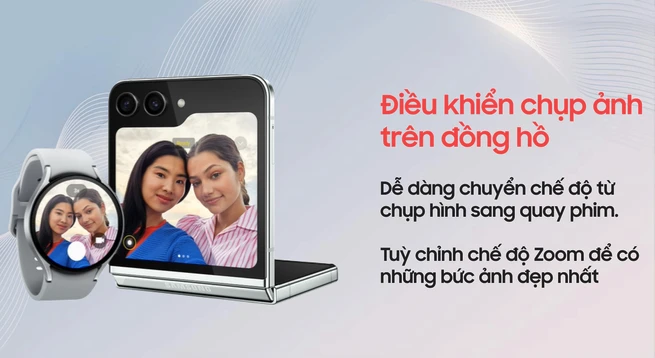 Điều khiển chụp ảnh
trên đồng hồ
Dễ dàng chuyển chế độ từ
chụp hình sang quay phim.
Tuỳ chỉnh chế độ Zoom để có
những bức ảnh đẹp nhất